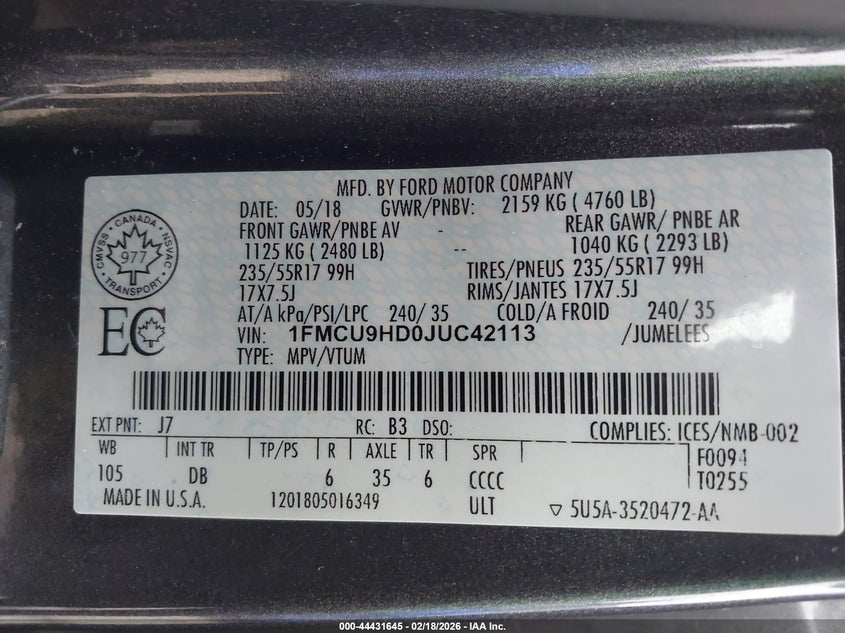 MFD. BY FORD MOTOR COMPANY
DATE: 05/18 GVWR/PNBV: 2159 KG ( 4760 LB)
FRONT GAWR/PNBE AV - REAR GAWR/ PNBE AR
1125 KG ( 2480 LB) -- 1040 KG ( 2293 LB)
235/55R17 99H TIRES/PNEUS 235/55R17 99H
17X7.5J RIMS/JANTES 17X7.5J
AT/A kPa/PSI/LPC 240/ 35 COLD/A FROID 240/ 35
VIN: 1FMCU9HD0JUC42113 /JUMELEES
TYPE: MPV/VTUM
CANADA
CMVSS NSVAC
977
TRANSPORT
EC
EXT PNT: J7 RC: B3 DSO: COMPLIES: ICES/NMB-002
WB INT TR TP/PS R AXLE TR SPR F0094
105 DB 6 35 6 CCCC T0255
MADE IN U.S.A. 1201805016349 ULT ▽ 5U5A-3520472-AA
000-44431645 | 02/18/2026 - IAA Inc.